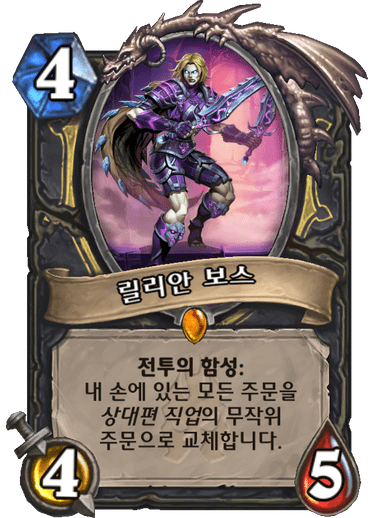 4
릴리안 보스
전투의 함성:
내 손에 있는 모든 주문을
상대편 직업의 무작위
주문으로 교체합니다.
4
5